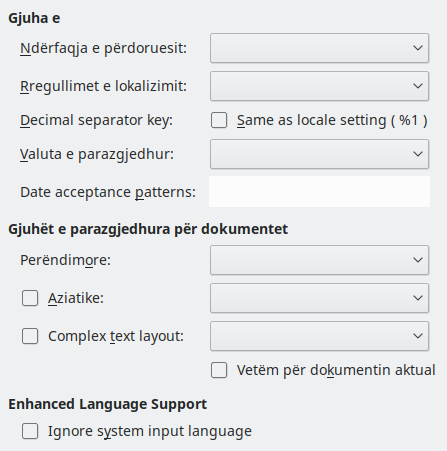 Gjuha e
Ndërfaqja e përdoruesit:
Rregullimet e lokalizimit:
Decimal separator key: Same as locale setting ( %1 )
Valuta e parazgjedhur:
Date acceptance patterns:
Gjuhët e parazgjedhura për dokumentet
Perëndimore:
Aziatike:
Complex text layout:
Vetëm për dokumentin aktual
Enhanced Language Support
Ignore system input language